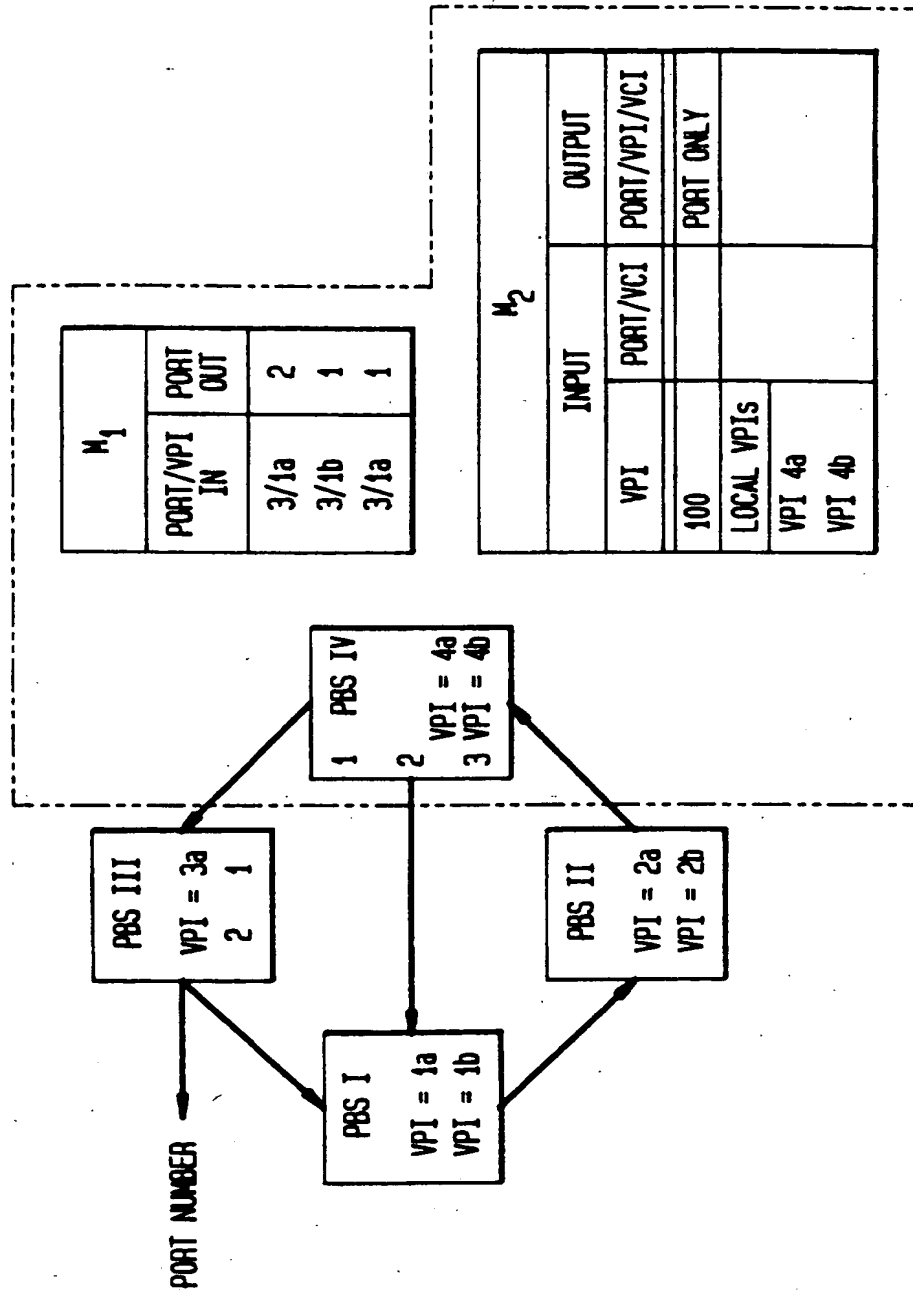 PORT NUMBER
PBS III
VPI = 3a
2 1
PBS I
VPI = 1a
VPI = 1b
PBS II
VPI = 2a
VPI = 2b
1 PBS IV
2
VPI = 4a
3 VPI = 4b
M1
PORT/VPI IN PORT OUT
3/1a 2
3/1b 1
3/1a 1
M2
INPUT OUTPUT
VPI PORT/VCI PORT/VPI/VCI
100 PORT ONLY
LOCAL VPIs
VPI 4a
VPI 4b